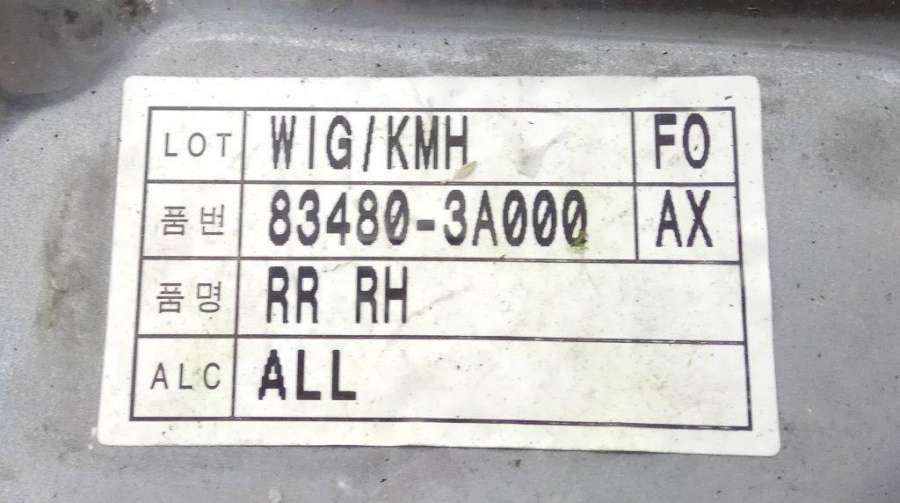 LOT WIG/KMH FO
품번 83480-3A000 AX
품명 RR RH
ALC ALL